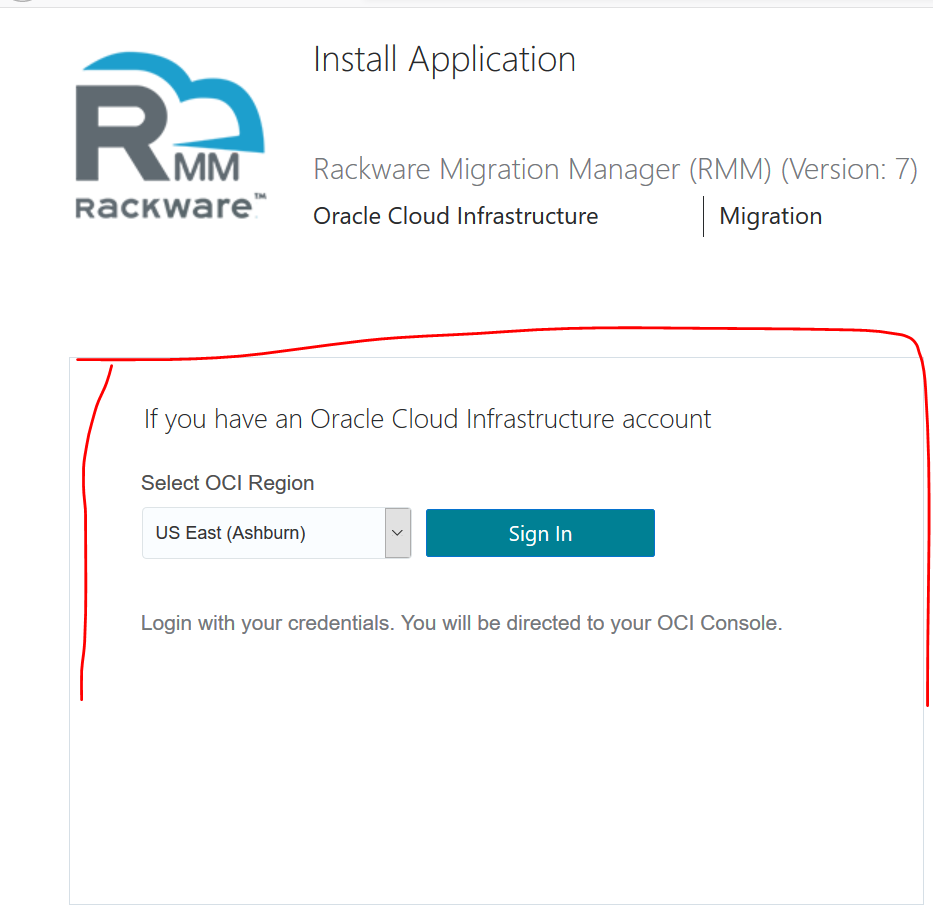 Install Application
RMM
RACKWARE™
Rackware Migration Manager (RMM) (Version: 7)
Oracle Cloud Infrastructure
Migration
If you have an Oracle Cloud Infrastructure account
Select OCI Region
US East (Ashburn)
Sign In
Login with your credentials. You will be directed to your OCI Console.